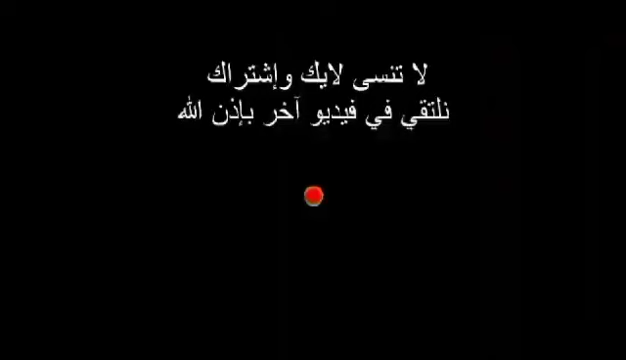 لا تنسى لايك وإشتراك
نلتقي في فيديو آخر بإذن الله